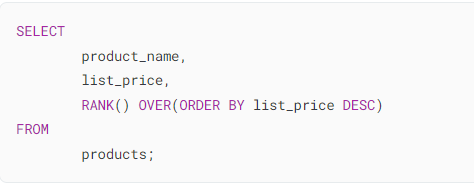 SELECT
product_name,
list_price,
RANK() OVER(ORDER BY list_price DESC)
FROM
products;